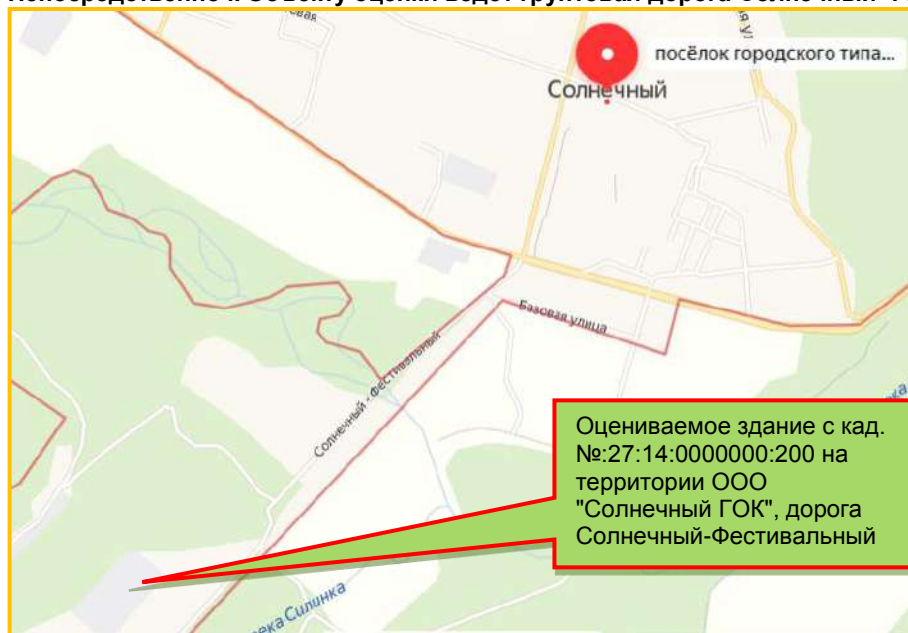 посёлок городского типа...
Солнечный
Базовая улица
Солнечный - Фестивальный
Оцениваемое здание с кад.
№:27:14:0000000:200 на
территории ООО
"Солнечный ГОК", дорога
Солнечный-Фестивальный
река Силинка